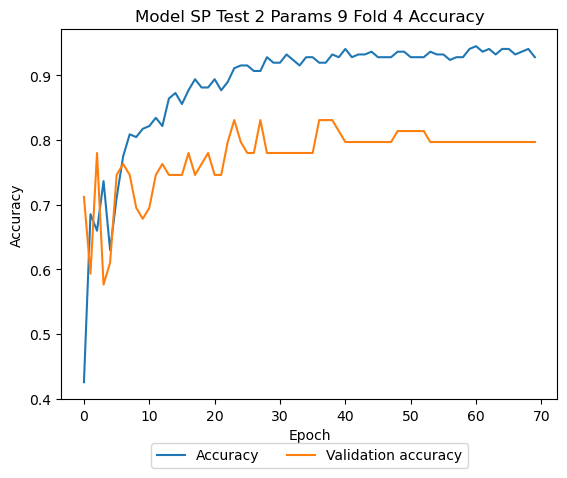 Model SP Test 2 Params 9 Fold 4 Accuracy
0.9
0.8
0.7
0.6
0.5
0.4
Accuracy
0 10 20 30 40 50 60 70
Epoch
Accuracy Validation accuracy